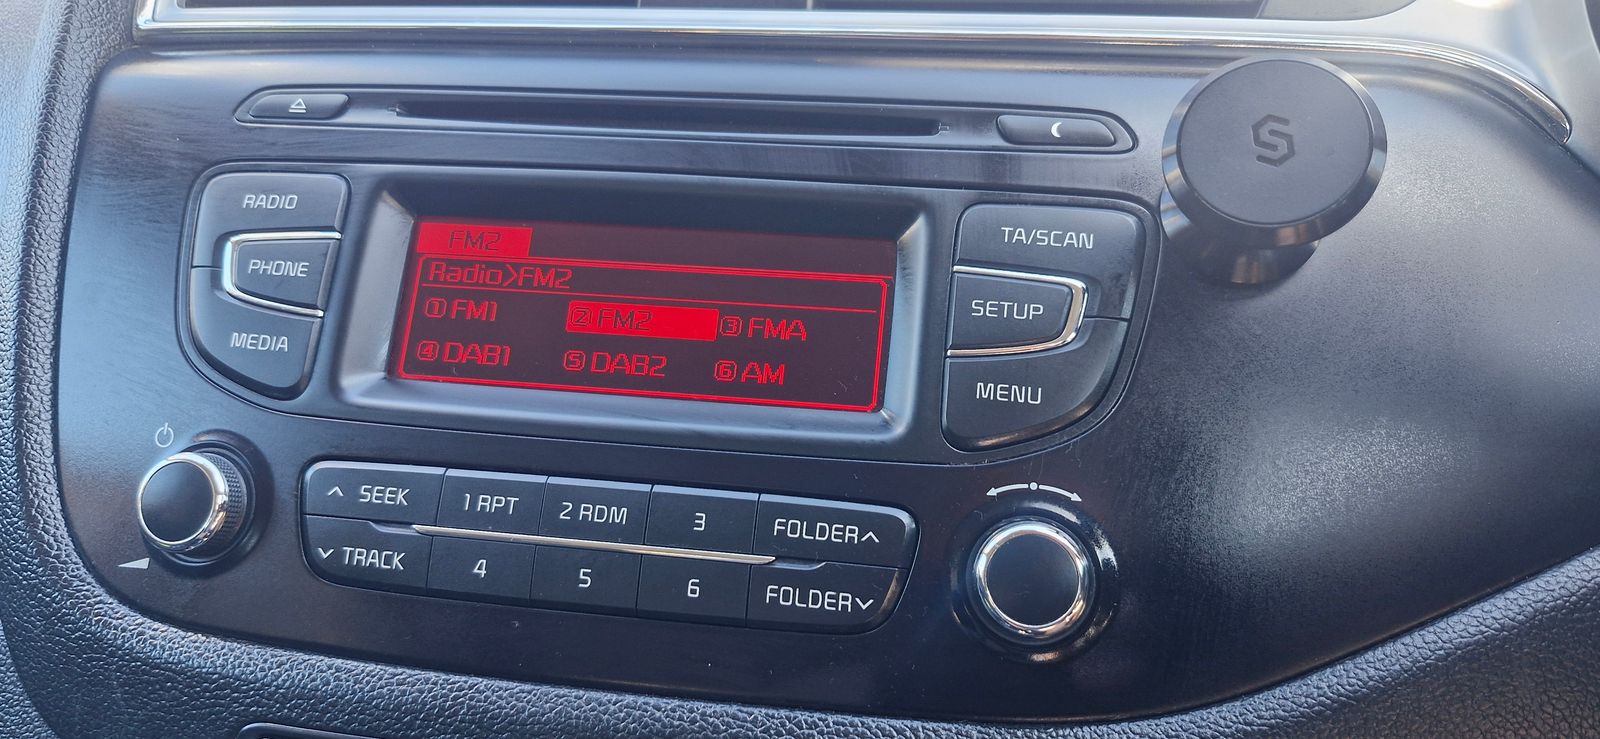 RADIO
PHONE
MEDIA
FM2
Radio>FM2
①FM1 ②FM2 ③FMA
④DAB1 ⑤DAB2 ⑥AM
TA/SCAN
SETUP
MENU
SEEK 1 RPT 2 RDM 3 FOLDER
TRACK 4 5 6 FOLDER
S